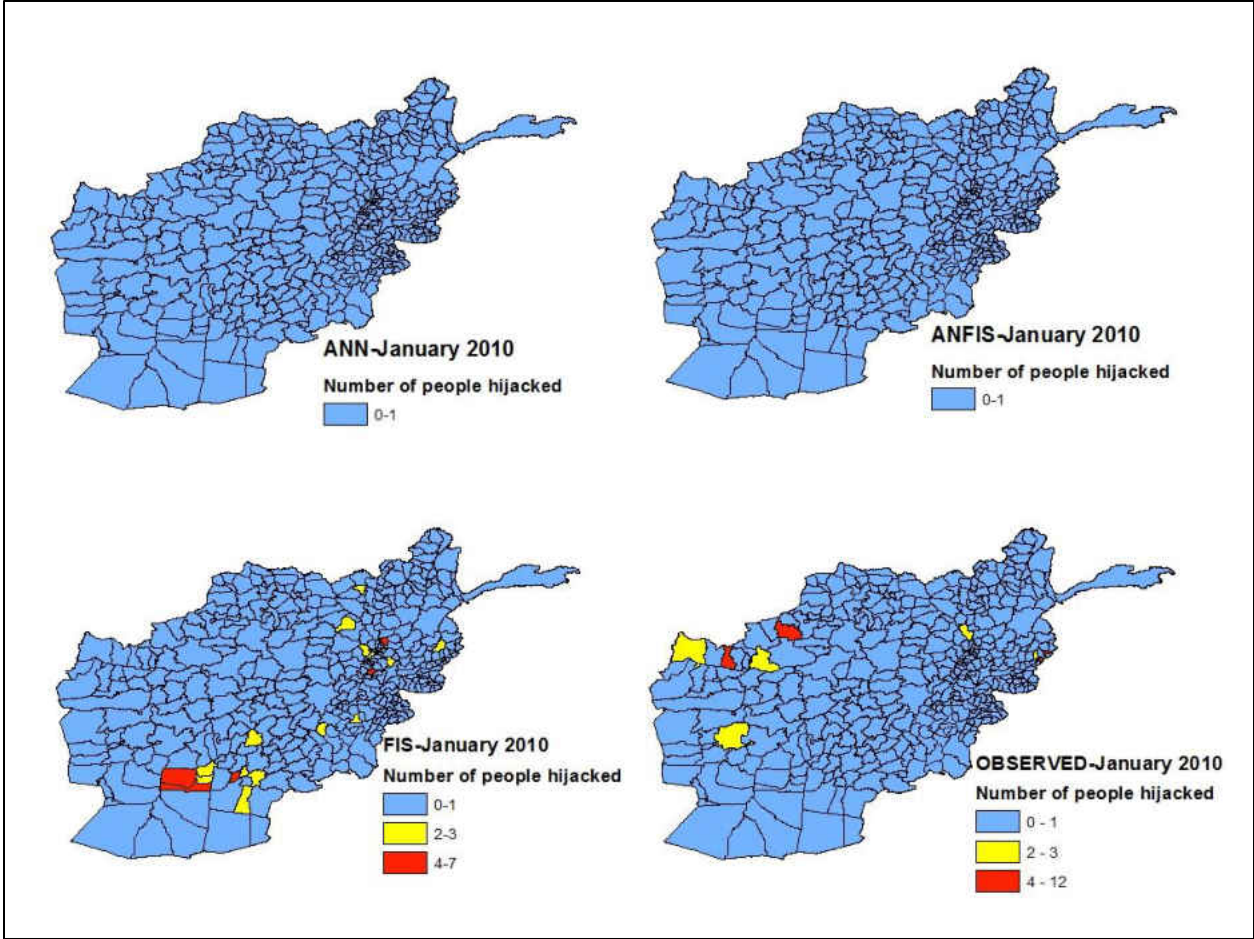 ANN-January 2010
Number of people hijacked
0-1
ANFIS-January 2010
Number of people hijacked
0-1
FIS-January 2010
Number of people hijacked
0-1
2-3
4-7
OBSERVED-January 2010
Number of people hijacked
0 - 1
2 - 3
4 - 12